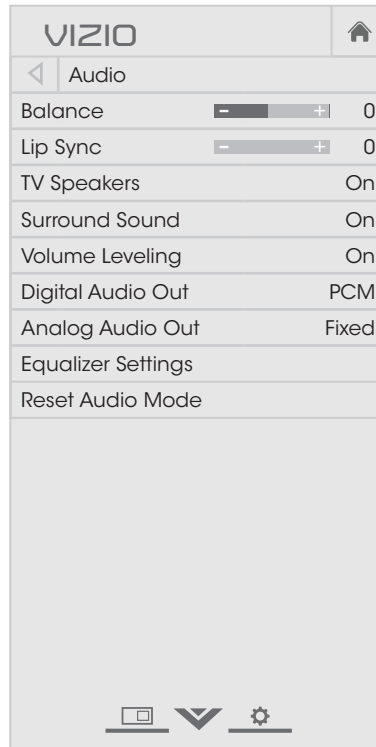 VIZIO
Audio
Balance - + 0
Lip Sync - + 0
TV Speakers On
Surround Sound On
Volume Leveling On
Digital Audio Out PCM
Analog Audio Out Fixed
Equalizer Settings
Reset Audio Mode